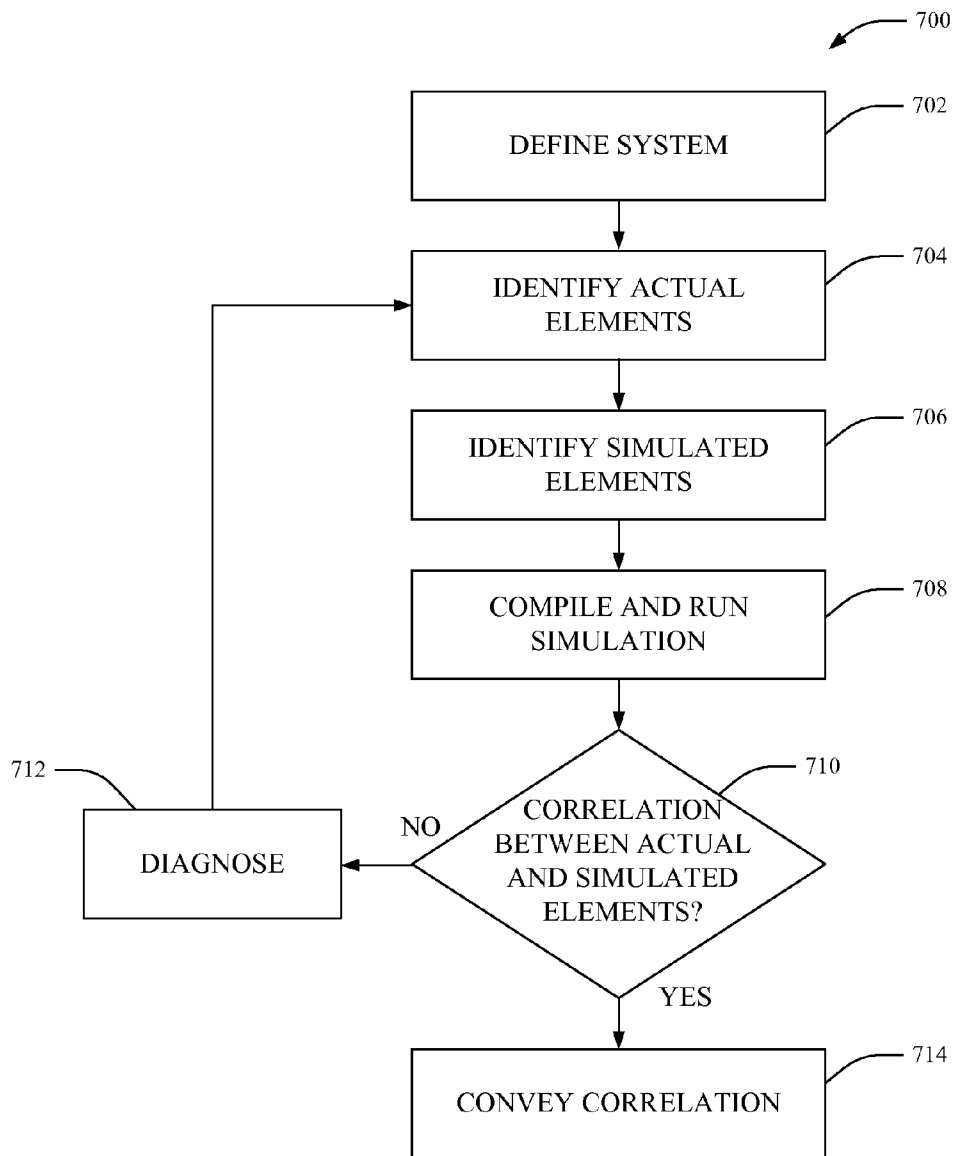 700
702
DEFINE SYSTEM
704
IDENTIFY ACTUAL
ELEMENTS
706
IDENTIFY SIMULATED
ELEMENTS
708
COMPILE AND RUN
SIMULATION
710
712
CORRELATION
BETWEEN ACTUAL
AND SIMULATED
ELEMENTS?
NO
DIAGNOSE
YES
714
CONVEY CORRELATION